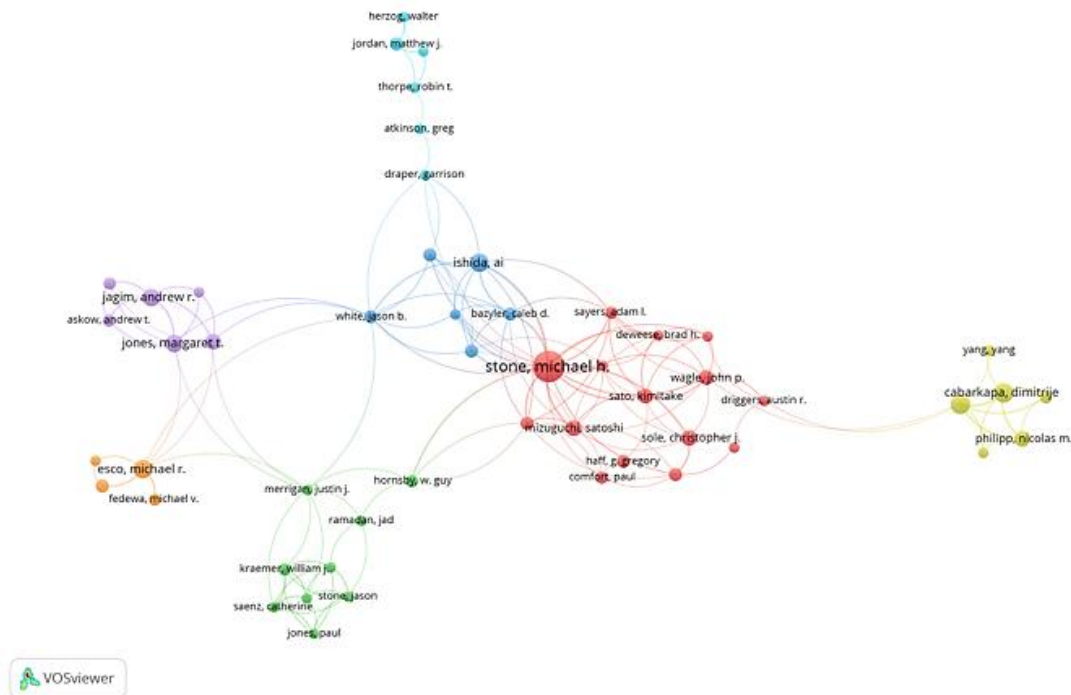 herzog, walter
jordan, matthew j.
thorpe, robin t.
atkinson, greg
draper, garrison
ishida, ai
jagim, andrew r.
askow, andrew t.
jones, margaret t.
white, jason b.
bazyler, caleb d.
sayers, adam l.
deweese, brad h.
stone, michael h.
wagle, john p.
sato, kimitake
driggers, austin r.
yang, yang
cabarkapa, dimitrije
philipp, nicolas m.
mizuguchi, satoshi
sole, christopher j.
haff, g. gregory
comfort, paul
esco, michael r.
fedewa, michael v.
merrigan, justin j.
hornsby, w. guy
ramadan, jad
kraemer, william j.
stone, jason
saenz, catherine
jones, paul
VOSviewer